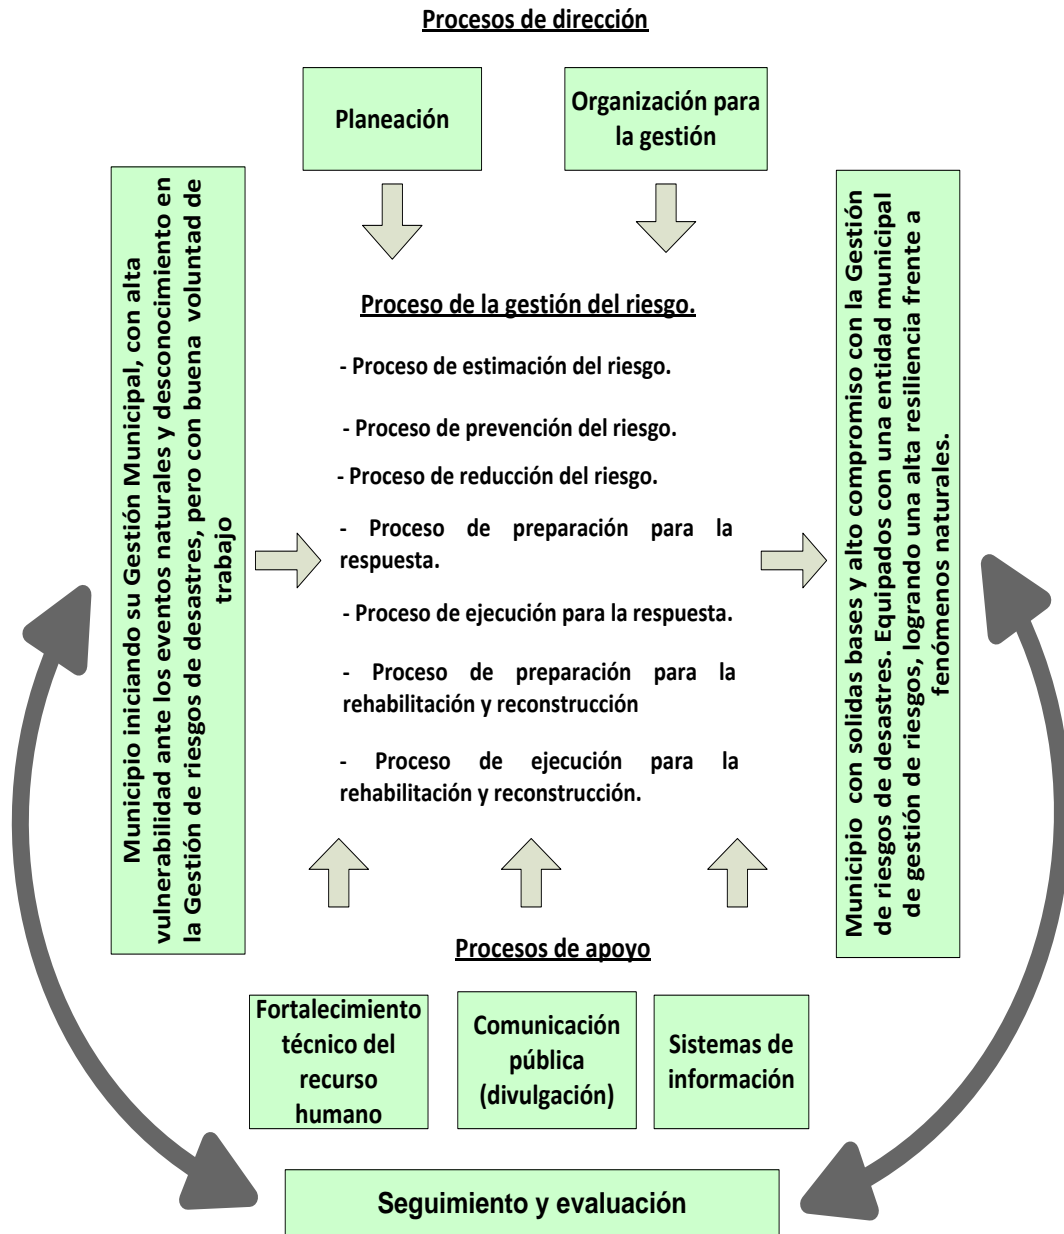 Procesos de dirección
Planeación
Organización para
la gestión
Municipio iniciando su Gestión Municipal, con alta
vulnerabilidad ante los eventos naturales y desconocimiento en
la Gestión de riesgos de desastres, pero con buena voluntad de
trabajo
Proceso de la gestión del riesgo.
- Proceso de estimación del riesgo.
- Proceso de prevención del riesgo.
- Proceso de reducción del riesgo.
- Proceso de preparación para la
respuesta.
- Proceso de ejecución para la respuesta.
- Proceso de preparación para la
rehabilitación y reconstrucción
- Proceso de ejecución para la
rehabilitación y reconstrucción.
Municipio con solidas bases y alto compromiso con la Gestión
de riesgos de desastres. Equipados con una entidad municipal
de gestión de riesgos, logrando una alta resiliencia frente a
fenómenos naturales.
Procesos de apoyo
Fortalecimiento
técnico del
recurso
humano
Comunicación
pública
(divulgación)
Sistemas de
información
Seguimiento y evaluación